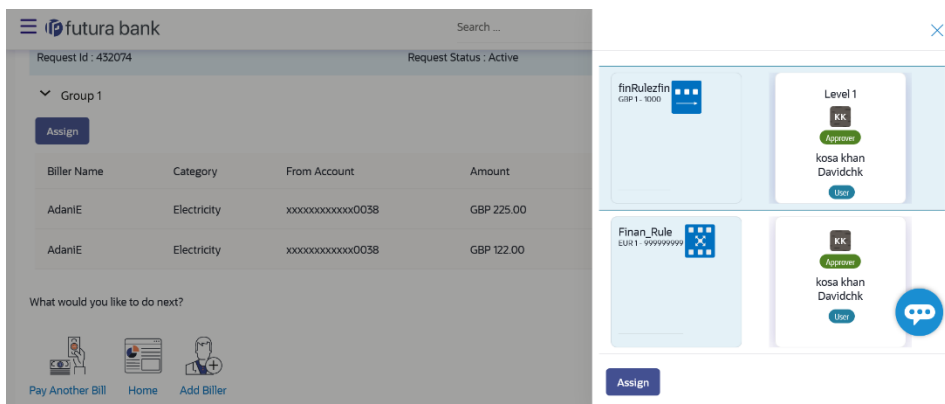 futura bank
Search ...
Request Id : 432074
Request Status : Active
Group 1
Assign
Biller Name Category From Account Amount
AdaniE Electricity xxxxxxxxxxxx0038 GBP 225.00
AdaniE Electricity xxxxxxxxxxxx0038 GBP 122.00
What would you like to do next?
Pay Another Bill Home Add Biller
finRulezfin
GBP 1 - 1000
Level 1
KK
Approver
kosa khan
Davidchk
User
Finan_Rule
EUR 1 - 999999999
KK
Approver
kosa khan
Davidchk
User
Assign